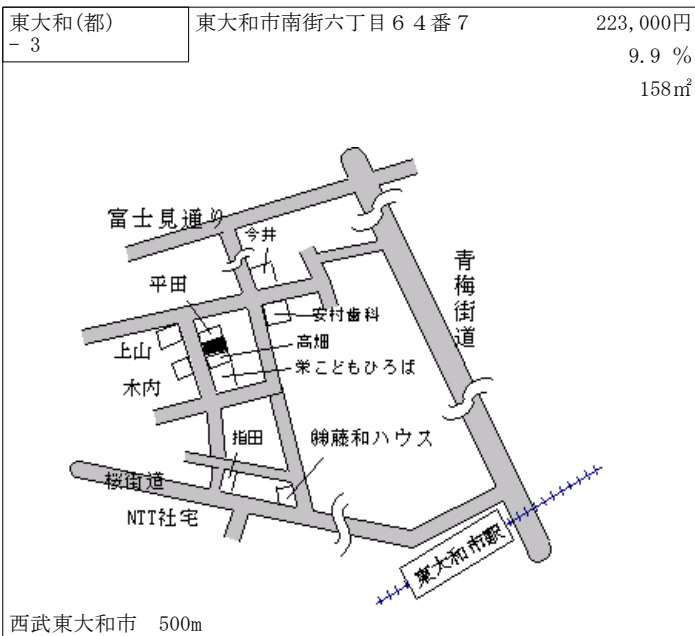 東大和(都)
- 3
東大和市南街六丁目６４番７
223,000円
9.9 %
158㎡
富士見通り
今井
平田
青梅街道
安村歯科
上山
高畑
栄こどもひろば
木内
指田
㈱藤和ハウス
桜街道
NTT社宅
東大和市駅
西武東大和市　500m